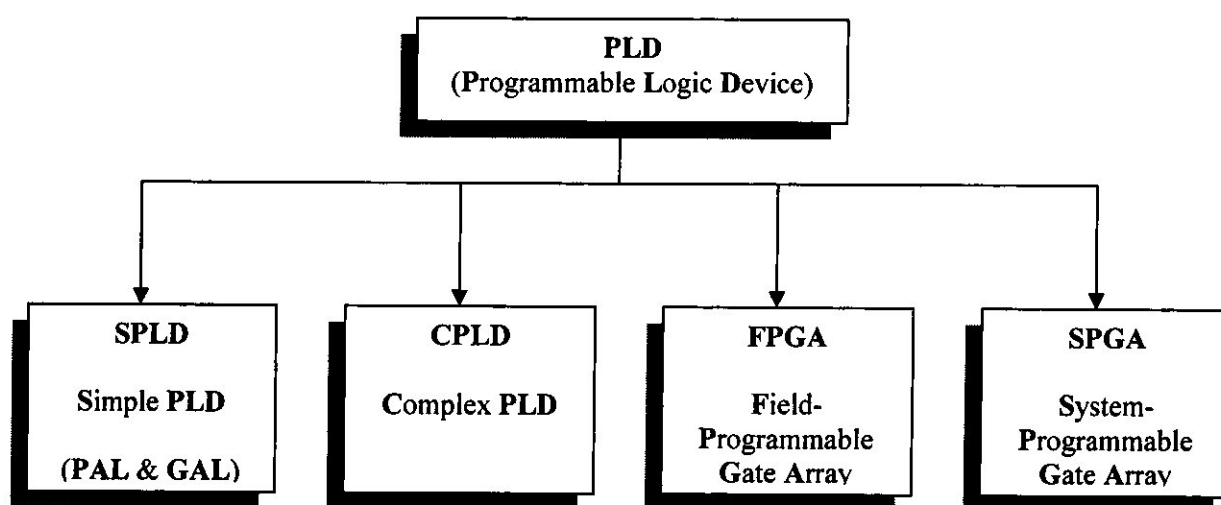 PLD
(Programmable Logic Device)
SPLD
Simple PLD
(PAL & GAL)
CPLD
Complex PLD
FPGA
Field-
Programmable
Gate Array
SPGA
System-
Programmable
Gate Array